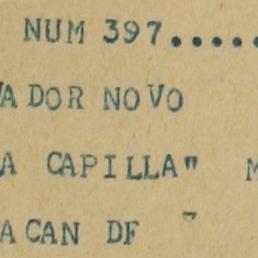 NUM 397.....
VADOR NOVO
A CAPILLA" M
ACAN DF